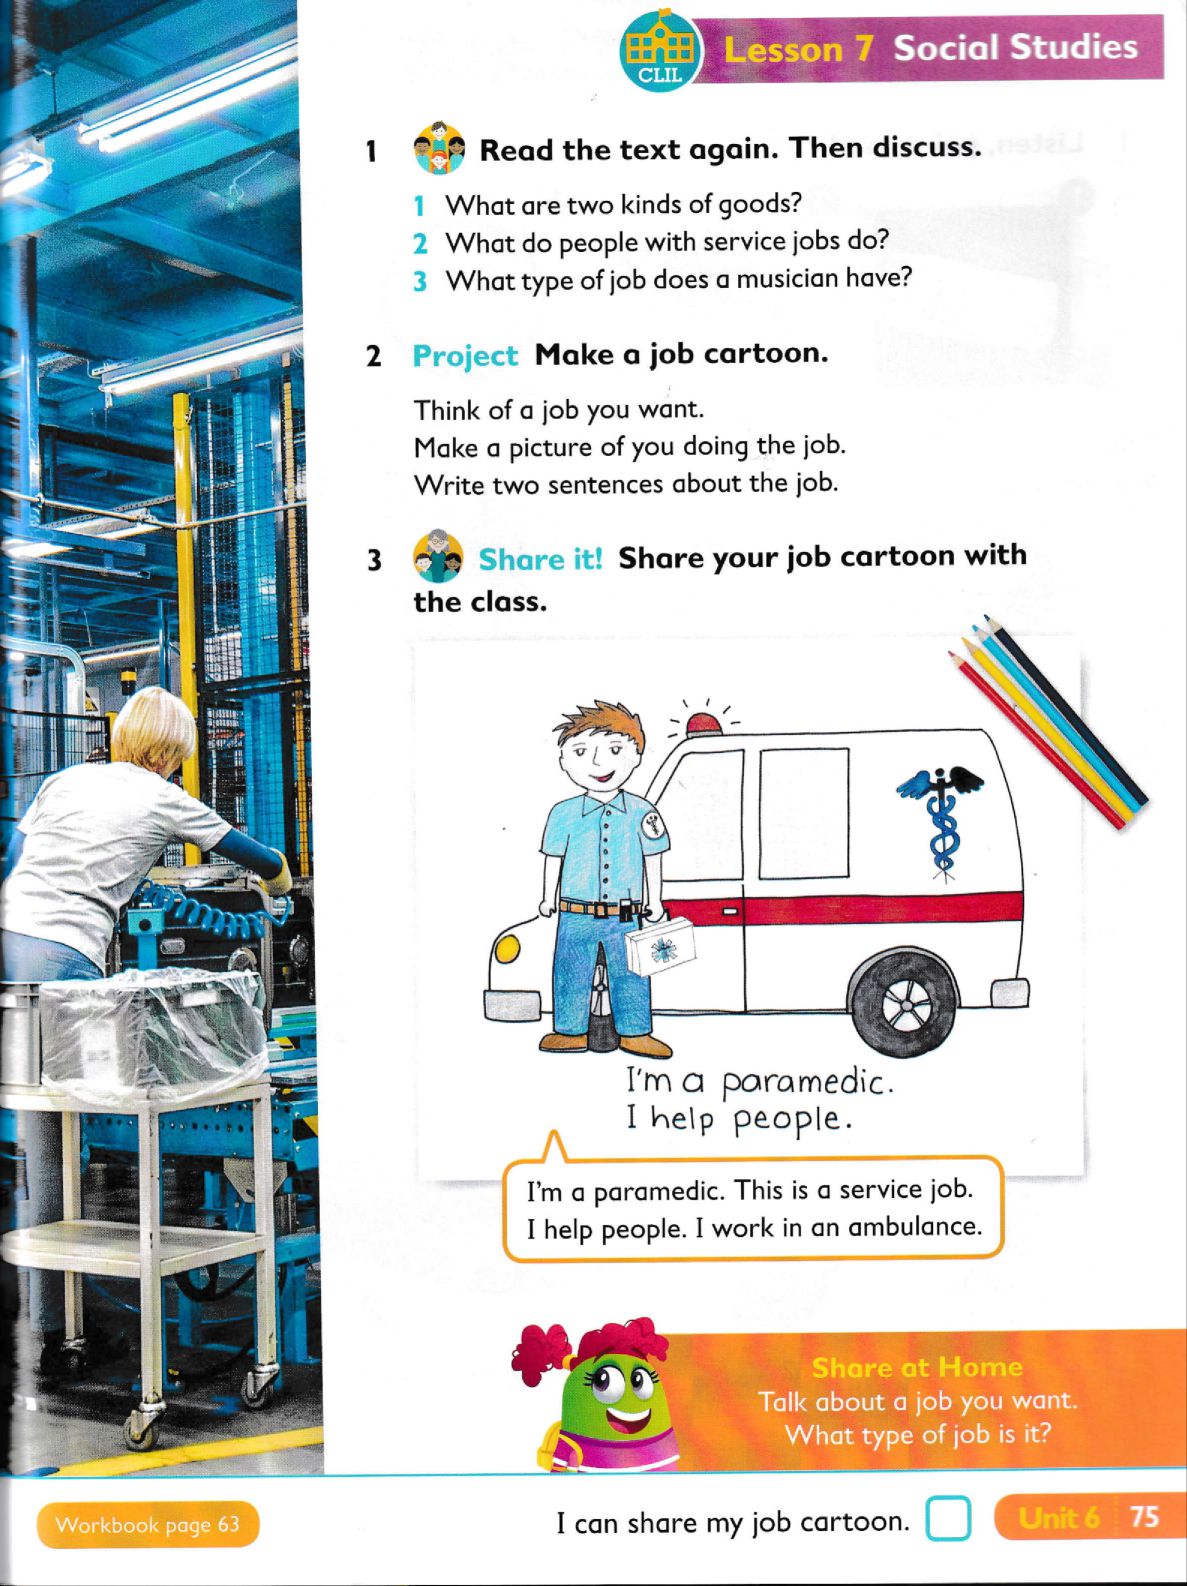 CLIL
Lesson 7 Social Studies
1 Read the text again. Then discuss.
1 What are two kinds of goods?
2 What do people with service jobs do?
3 What type of job does a musician have?
2 Project Make a job cartoon.
Think of a job you want.
Make a picture of you doing the job.
Write two sentences about the job.
3 Share it! Share your job cartoon with
the class.
I'm a paramedic.
I help people.
I'm a paramedic. This is a service job.
I help people. I work in an ambulance.
Share at Home
Talk about a job you want.
What type of job is it?
Workbook page 63
I can share my job cartoon.
Unit 6 75